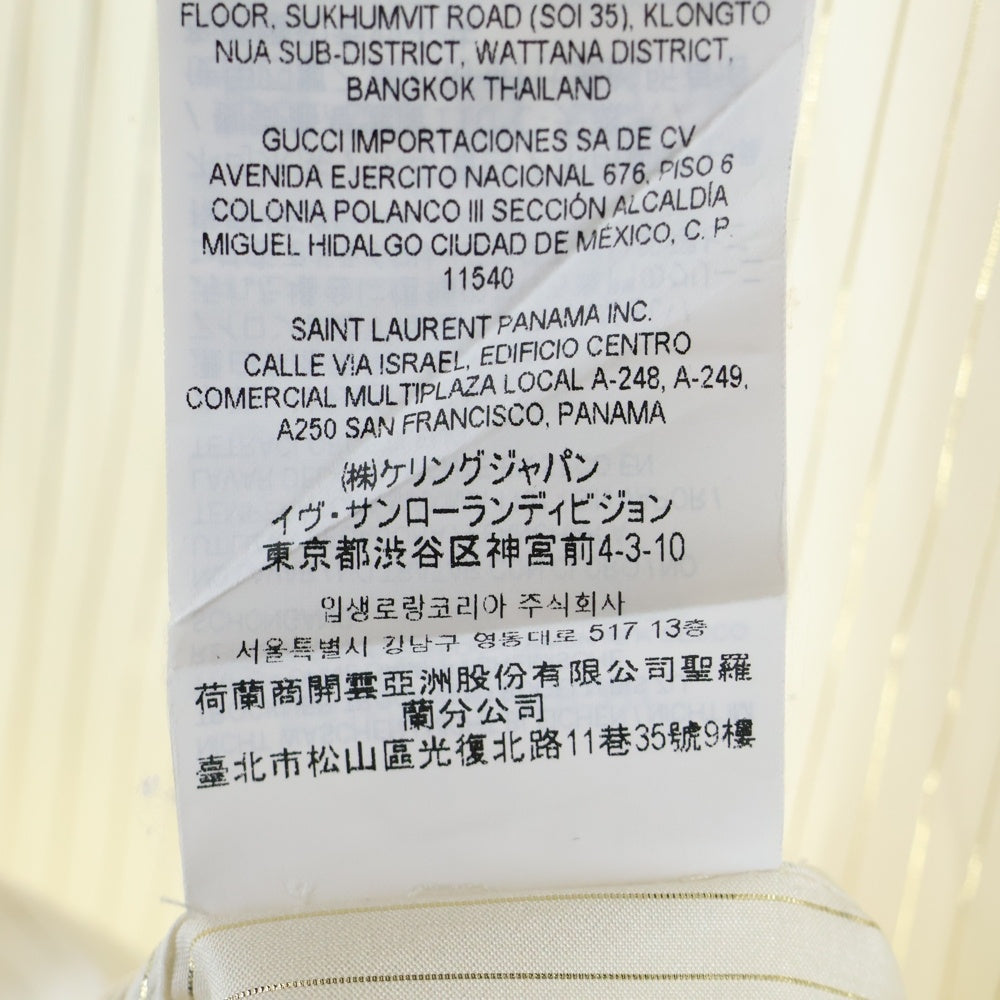 FLOOR, SUKHUMVIT ROAD (SOI 35), KLONGTO
NUA SUB-DISTRICT, WATTANA DISTRICT,
BANGKOK THAILAND
GUCCI IMPORTACIONES SA DE CV
AVENIDA EJERCITO NACIONAL 676, PISO 6
COLONIA POLANCO III SECCIÓN ALCALDÍA
MIGUEL HIDALGO CIUDAD DE MÉXICO, C. P.
11540
SAINT LAURENT PANAMA INC.
CALLE VIA ISRAEL, EDIFICIO CENTRO
COMERCIAL MULTIPLAZA LOCAL A-248, A-249,
A250 SAN FRANCISCO, PANAMA
㈱ケリングジャパン
イヴ・サンローランディビジョン
東京都渋谷区神宮前4-3-10
입생로랑코리아 주식회사
서울특별시 강남구 영동대로 517 13층
荷蘭商開雲亞洲股份有限公司聖羅
蘭分公司
臺北市松山區光復北路11巷35號9樓